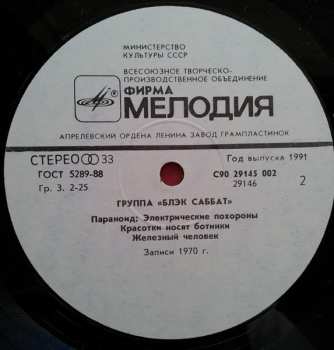 МИНИСТЕРСТВО
КУЛЬТУРЫ СССР
ВСЕСОЮЗНОЕ ТВОРЧЕСКО-
ПРОИЗВОДСТВЕННОЕ ОБЪЕДИНЕНИЕ
ФИРМА
МЕЛОДИЯ
АПРЕЛЕВСКИЙ ОРДЕНА ЛЕНИНА ЗАВОД ГРАМПЛАСТИНОК
СТЕРЕО 33
Год выпуска 1991
ГОСТ 5289-88
С90 29145 002
Гр. 3. 2-25
29146
2
ГРУППА «БЛЭК САББАТ»
Параноид: Электрические похороны
Красотки носят ботинки
Железный человек
Записи 1970 г.